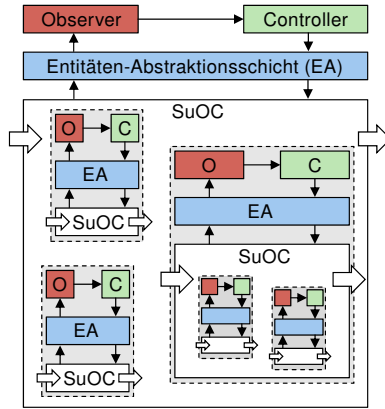 Observer Controller
Entitäten-Abstraktionsschicht (EA)
SuOC
O C
EA
SuOC
O C
EA
SuOC
O C
EA
SuOC